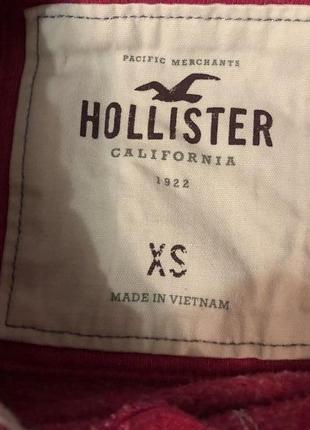 PACIFIC MERCHANTS
HOLLISTER
CALIFORNIA
1922
XS
MADE IN VIETNAM